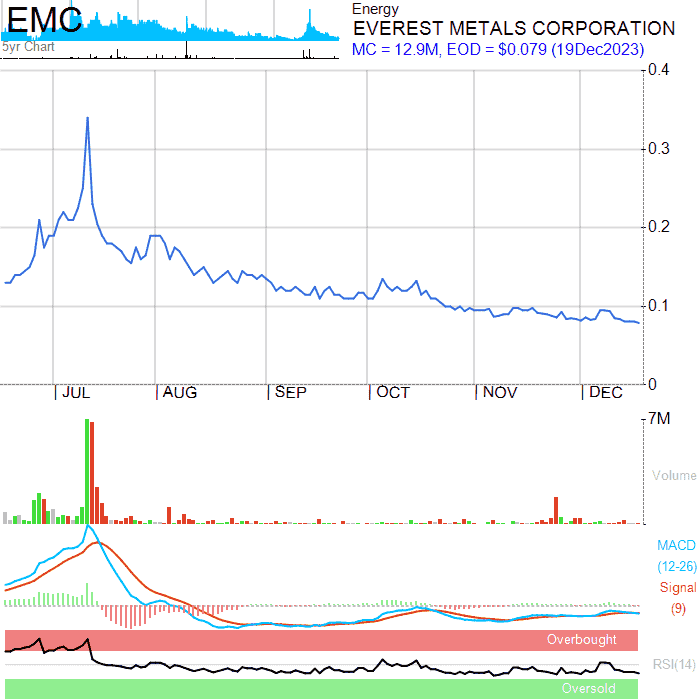 EMC
5yr Chart
Energy
EVEREST METALS CORPORATION
MC = 12.9M, EOD = $0.079 (19Dec2023)
0.4
0.3
0.2
0.1
0
JUL AUG SEP OCT NOV DEC
7M
Volume
MACD
(12-26)
Signal
(9)
Overbought
RSI(14)
Oversold